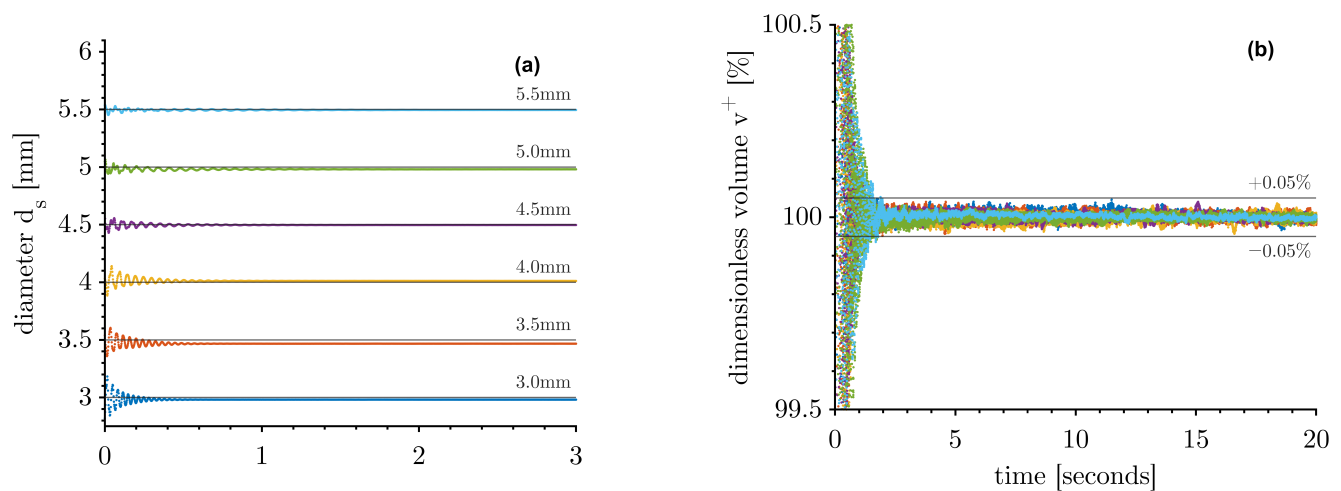 (a)
diameter d_s [mm]
6
5.5
5
4.5
4
3.5
3
5.5mm
5.0mm
4.5mm
4.0mm
3.5mm
3.0mm
0
1
2
3
(b)
dimensionless volume v^+ [%]
100.5
100
99.5
+0.05%
−0.05%
0
5
10
15
20
time [seconds]